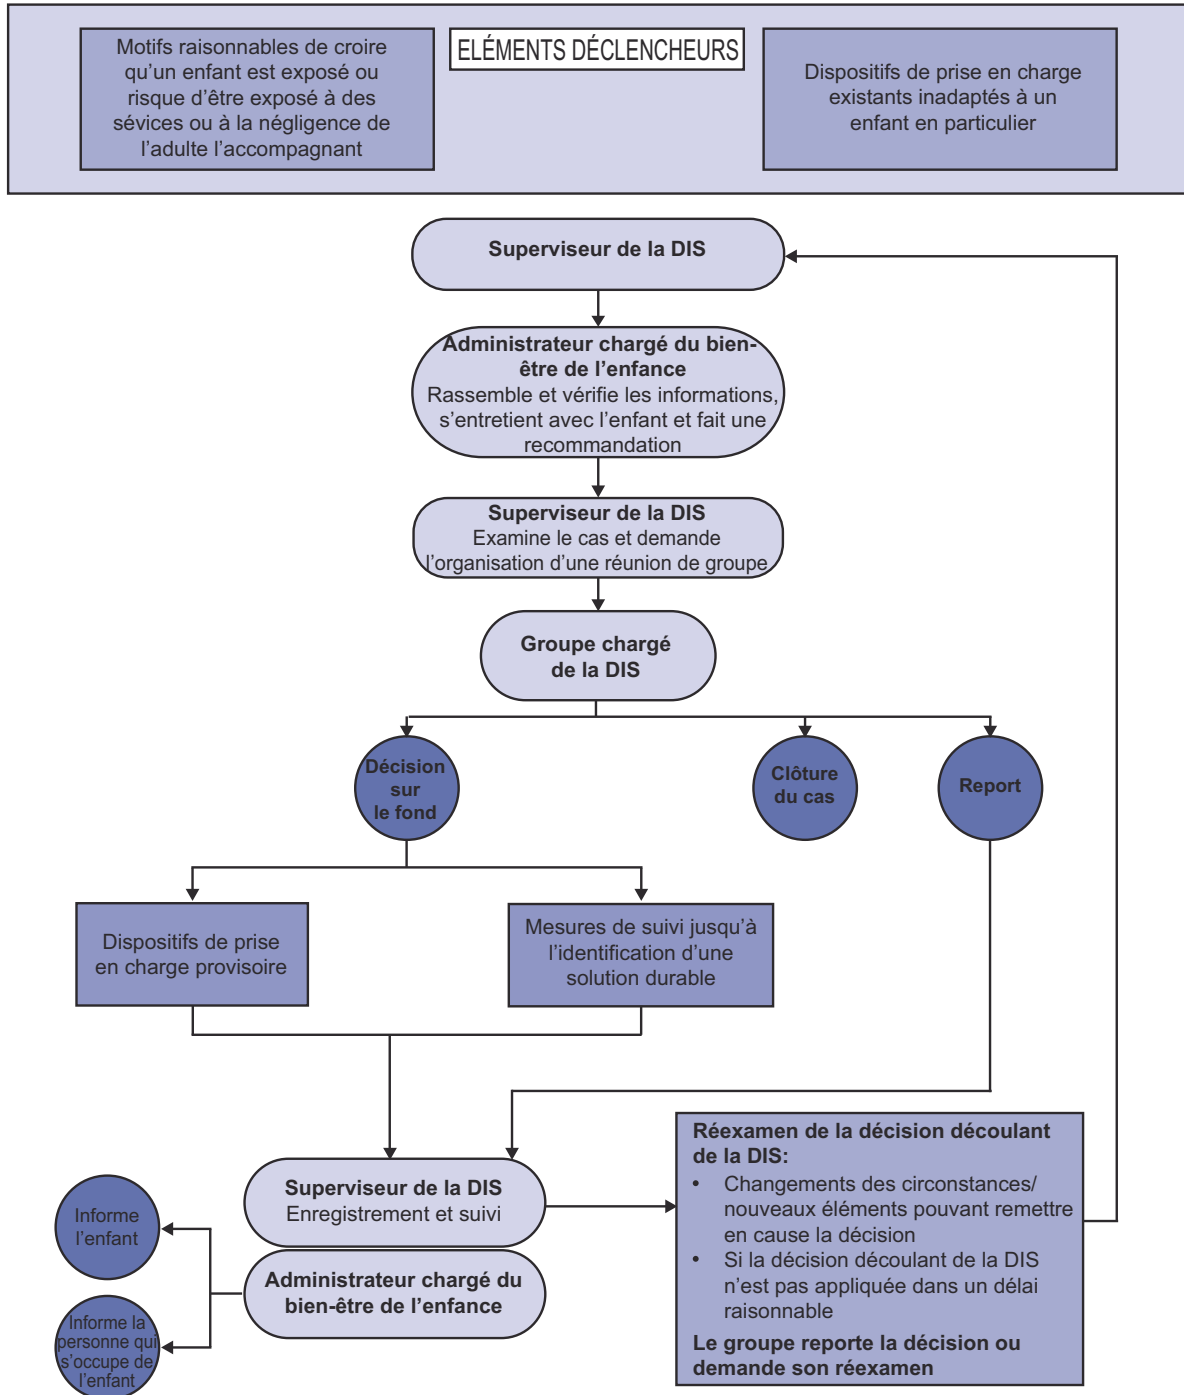 Motifs raisonnables de croire
qu’un enfant est exposé ou
risque d’être exposé à des
sévices ou à la négligence de
l’adulte l’accompagnant
ELÉMENTS DÉCLENCHEURS
Dispositifs de prise en charge
existants inadaptés à un
enfant en particulier
Superviseur de la DIS
Administrateur chargé du bien-
être de l’enfance
Rassemble et vérifie les informations,
s’entretient avec l’enfant et fait une
recommandation
Superviseur de la DIS
Examine le cas et demande
l’organisation d’une réunion de groupe
Groupe chargé
de la DIS
Décision
sur
le fond
Clôture
du cas
Report
Dispositifs de prise
en charge provisoire
Mesures de suivi jusqu’à
l’identification d’une
solution durable
Superviseur de la DIS
Enregistrement et suivi
Administrateur chargé du
bien-être de l’enfance
Informe
l’enfant
Informe la
personne qui
s’occupe de
l’enfant
Réexamen de la décision découlant
de la DIS:
• Changements des circonstances/
nouveaux éléments pouvant remettre
en cause la décision
• Si la décision découlant de la DIS
n’est pas appliquée dans un délai
raisonnable
Le groupe reporte la décision ou
demande son réexamen